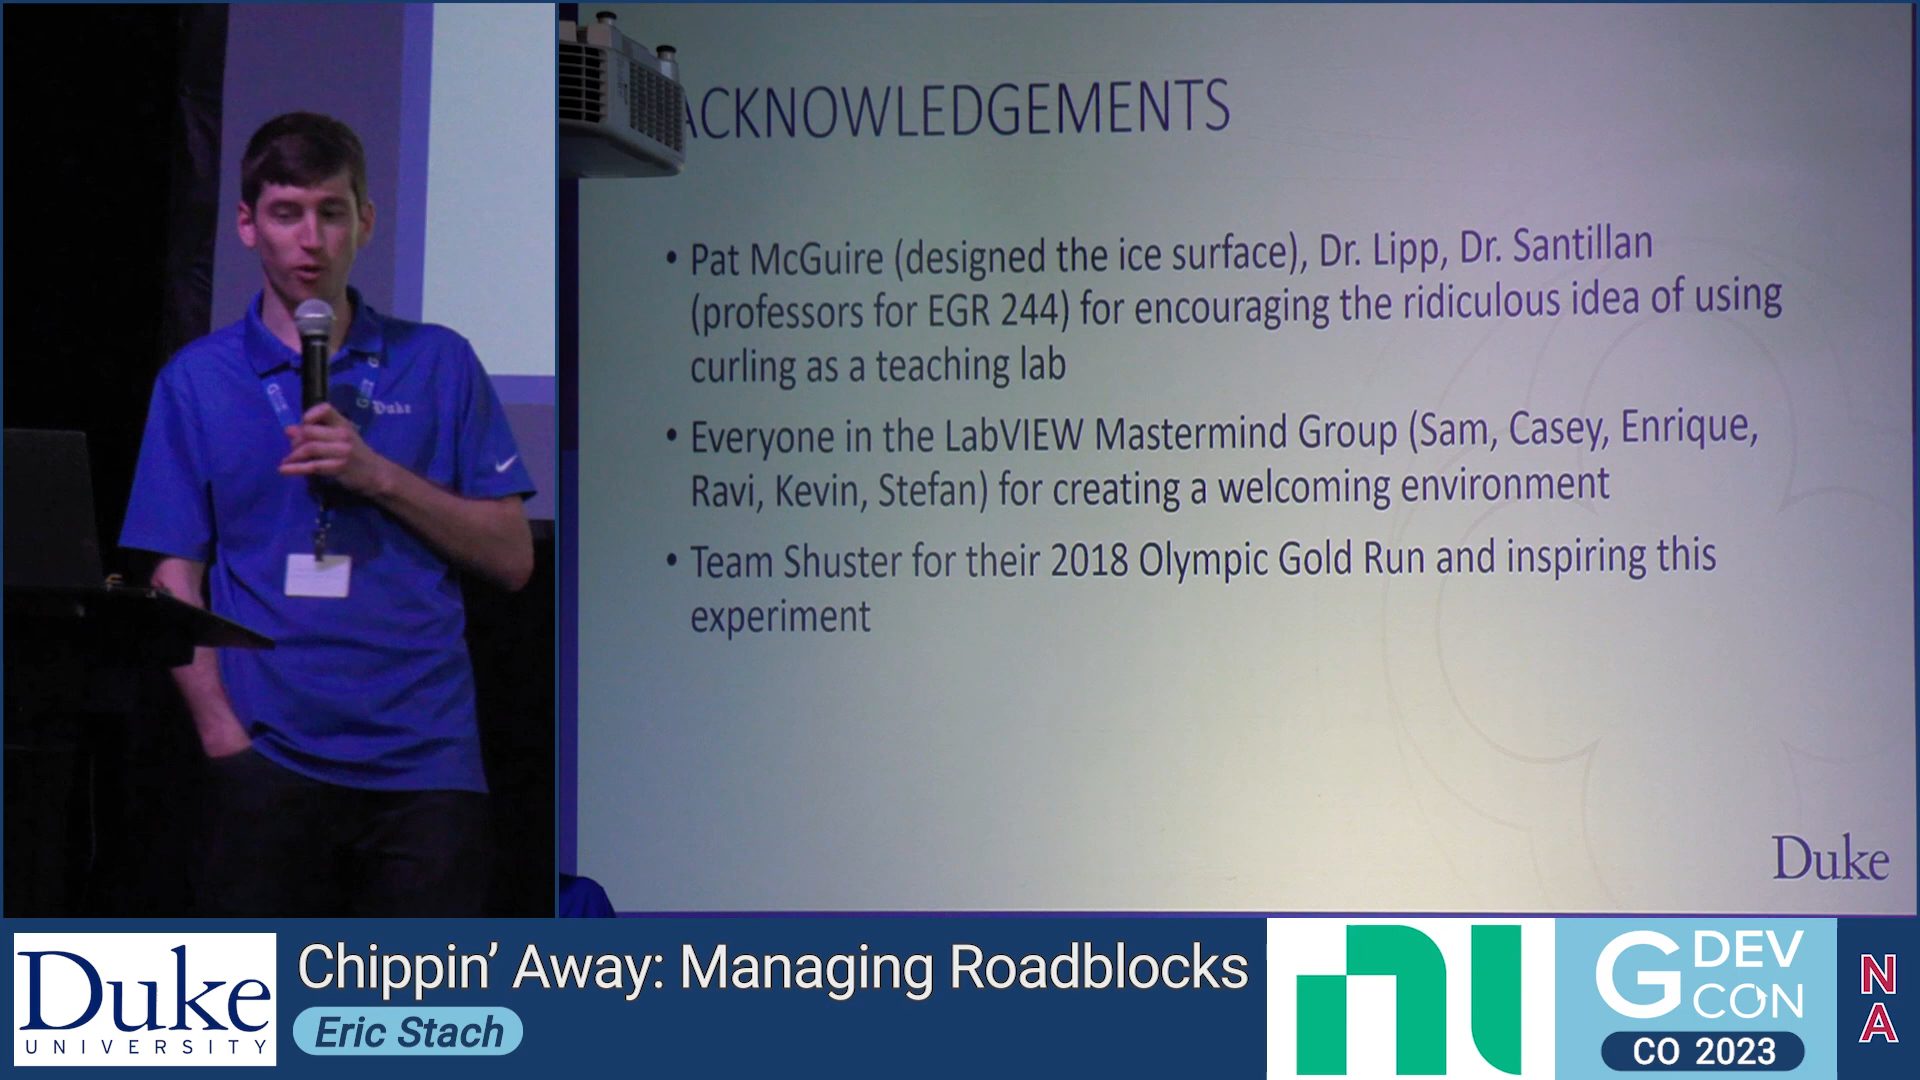 ACKNOWLEDGEMENTS
• Pat McGuire (designed the ice surface), Dr. Lipp, Dr. Santillan
(professors for EGR 244) for encouraging the ridiculous idea of using
curling as a teaching lab
• Everyone in the LabVIEW Mastermind Group (Sam, Casey, Enrique,
Ravi, Kevin, Stefan) for creating a welcoming environment
• Team Shuster for their 2018 Olympic Gold Run and inspiring this
experiment
Duke
Duke
Duke
UNIVERSITY
Chippin’ Away: Managing Roadblocks
Eric Stach
ni
G DEV
CON
CO 2023
N
A